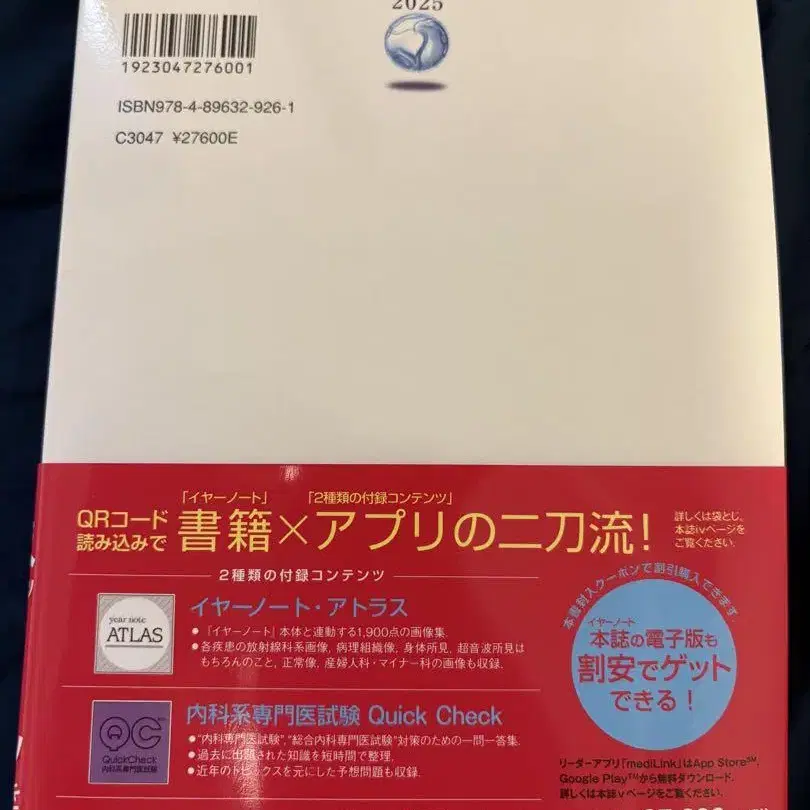 2025
1923047276001
ISBN978-4-89632-926-1
C3047 ¥27600E
QRコード
読み込みで
「イヤーノート」
「2種類の付録コンテンツ」
書籍×アプリの二刀流!
詳しくは袋とじ,
本誌ivページを
ご覧ください.
2種類の付録コンテンツ
year note
ATLAS
イヤーノート・アトラス
●「イヤーノート」本体と連動する1,900点の画像集.
●各疾患の放射線科系画像, 病理組織像, 身体所見, 超音波所見は
もちろんのこと, 正常像, 産婦人科・マイナー科の画像も収録.
QC
QuickCheck
内科系専門医試験
内科系専門医試験 Quick Check
●“内科専門医試験”, “総合内科専門医試験”対策のための一問一答集.
●過去に出題された知識を短時間で整理.
●近年のトピックスを元にした予想問題も収録.
本書封入クーポンで割引購入できます
イヤーノート
本誌の電子版も
割安でゲット
できる!
リーダーアプリ「mediLink」はApp Store℠,
Google Play™から無料ダウンロード.
詳しくは本誌vページをご覧ください.